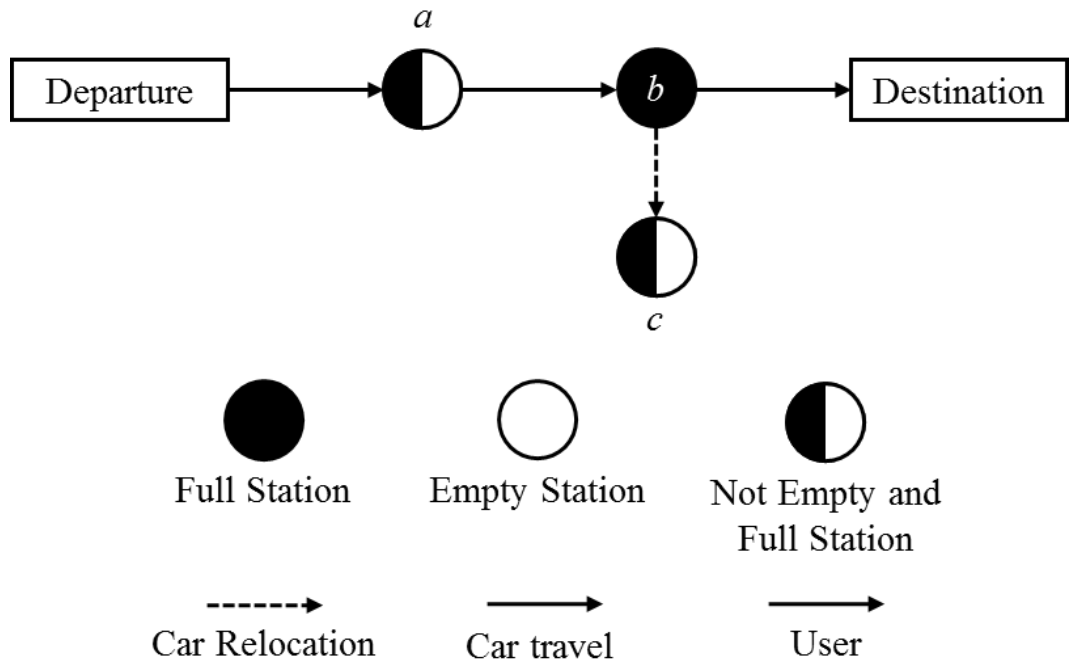 a
Departure
b
Destination
c
Full Station
Empty Station
Not Empty and
Full Station
Car Relocation
Car travel
User